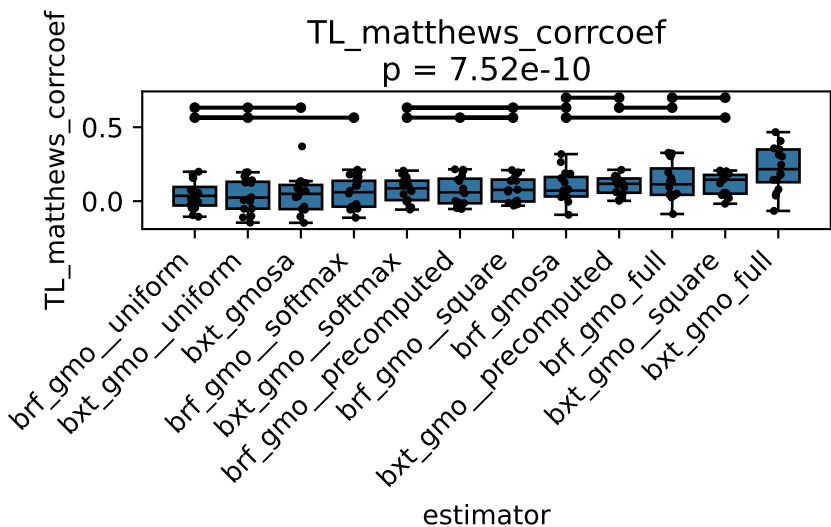 TL_matthews_corrcoef
p = 7.52e-10
TL_matthews_corrcoef
0.5
0.0
brf_gmo__uniform
bxt_gmo__uniform
bxt_gmosa
brf_gmo__softmax
bxt_gmo__softmax
brf_gmo__precomputed
brf_gmo__square
brf_gmosa
bxt_gmo__precomputed
brf_gmo_full
bxt_gmo__square
bxt_gmo_full
estimator